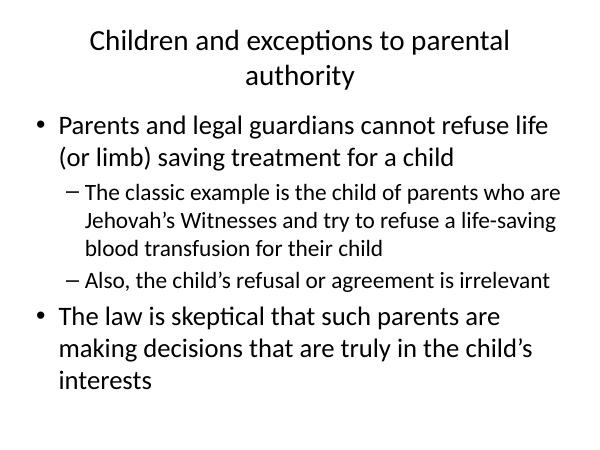 Children and exceptions to parental
authority
• Parents and legal guardians cannot refuse life
(or limb) saving treatment for a child
– The classic example is the child of parents who are
Jehovah’s Witnesses and try to refuse a life-saving
blood transfusion for their child
– Also, the child’s refusal or agreement is irrelevant
• The law is skeptical that such parents are
making decisions that are truly in the child’s
interests